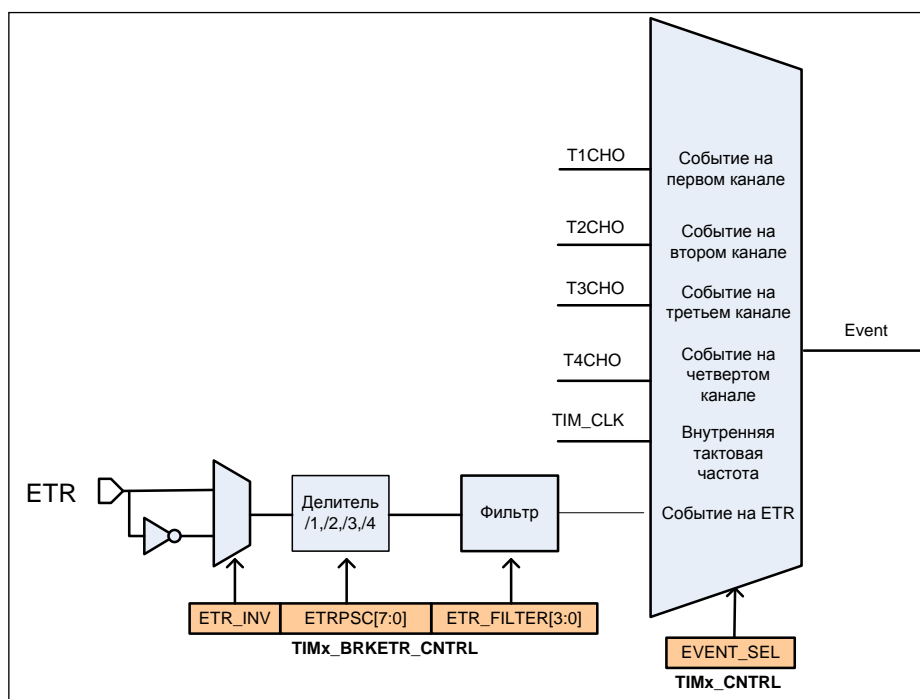 T1CHO
Событие на
первом канале
T2CHO
Событие на
втором канале
T3CHO
Событие на
третьем канале
Event
T4CHO
Событие на
четвертом
канале
TIM_CLK
Внутренняя
тактовая
частота
ETR
Делитель
/1,/2,/3,/4
Фильтр
Событие на ETR
ETR_INV
ETRPSC[7:0]
ETR_FILTER[3:0]
TIMx_BRKETR_CNTRL
EVENT_SEL
TIMx_CNTRL